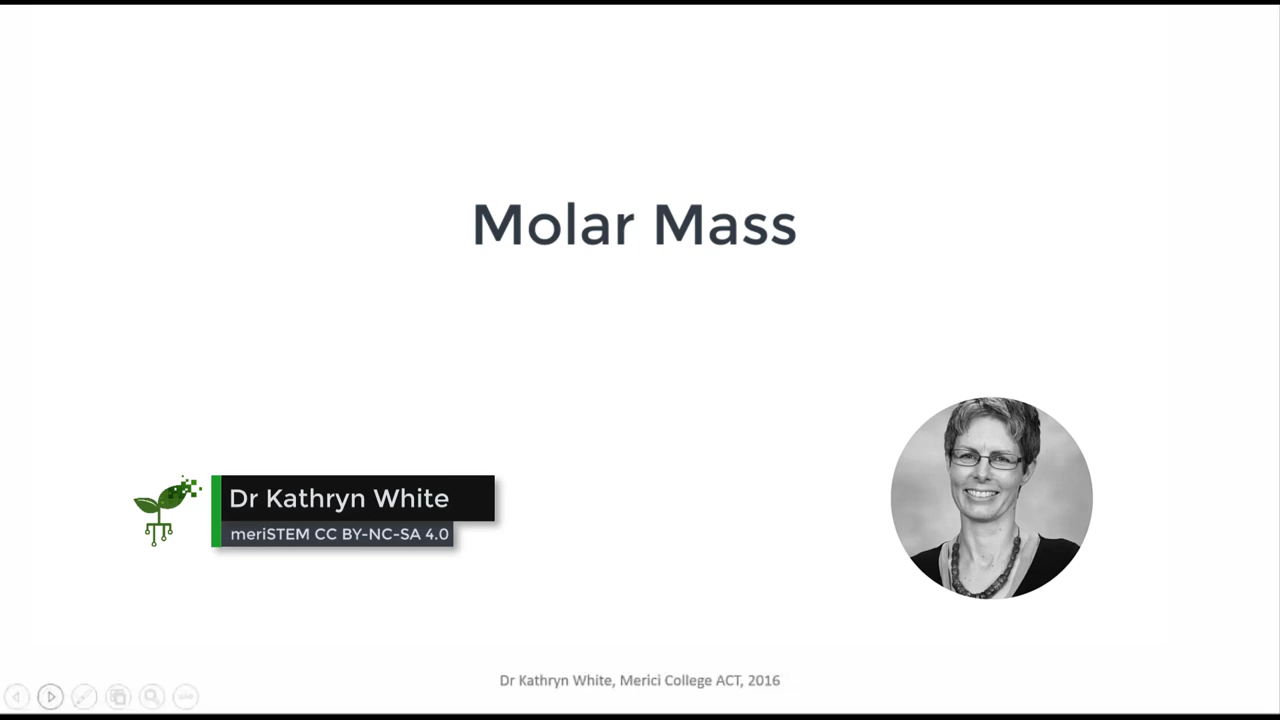 Molar Mass
Dr Kathryn White
meriSTEM CC BY-NC-SA 4.0
Dr Kathryn White, Merici College ACT, 2016